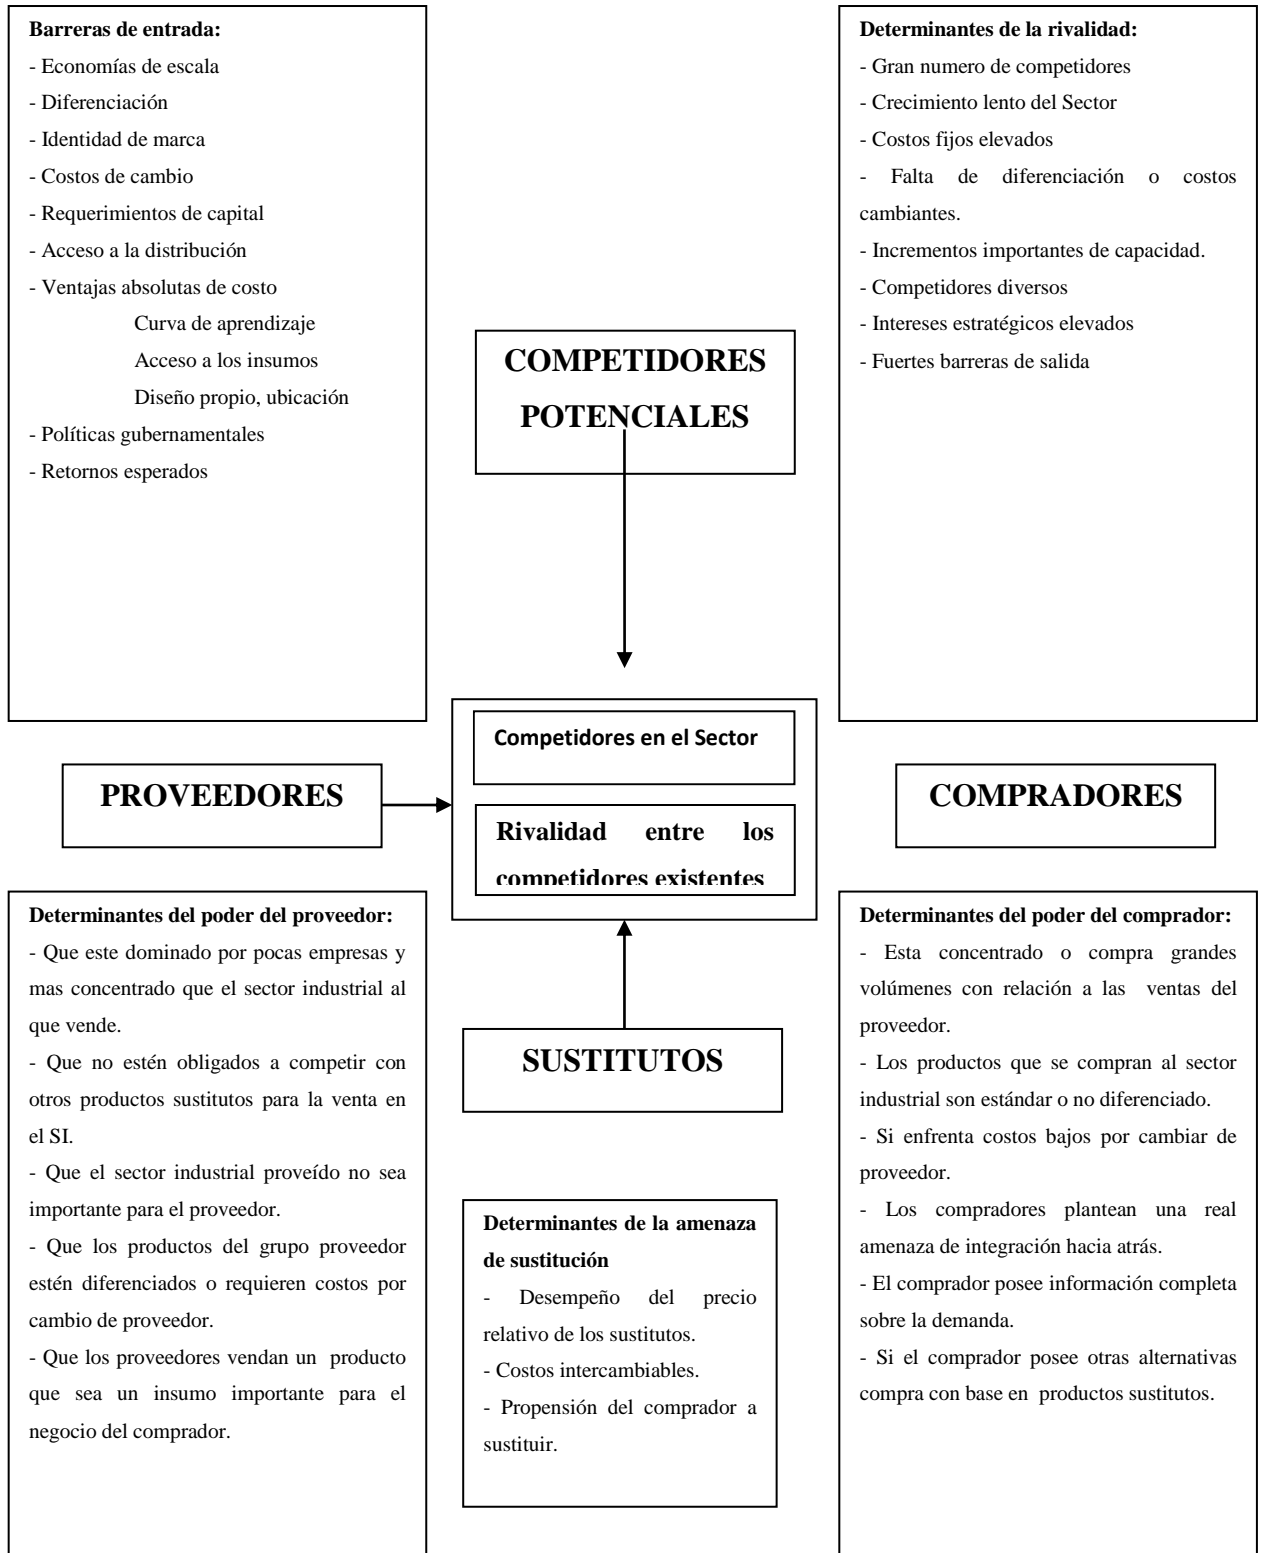 Barreras de entrada:
- Economías de escala
- Diferenciación
- Identidad de marca
- Costos de cambio
- Requerimientos de capital
- Acceso a la distribución
- Ventajas absolutas de costo
Curva de aprendizaje
Acceso a los insumos
Diseño propio, ubicación
- Políticas gubernamentales
- Retornos esperados
COMPETIDORES
POTENCIALES
Determinantes de la rivalidad:
- Gran numero de competidores
- Crecimiento lento del Sector
- Costos fijos elevados
- Falta de diferenciación o costos
cambiantes.
- Incrementos importantes de capacidad.
- Competidores diversos
- Intereses estratégicos elevados
- Fuertes barreras de salida
PROVEEDORES
Competidores en el Sector
Rivalidad entre los
competidores existentes
COMPRADORES
Determinantes del poder del proveedor:
- Que este dominado por pocas empresas y
mas concentrado que el sector industrial al
que vende.
- Que no estén obligados a competir con
otros productos sustitutos para la venta en
el SI.
- Que el sector industrial proveído no sea
importante para el proveedor.
- Que los productos del grupo proveedor
estén diferenciados o requieren costos por
cambio de proveedor.
- Que los proveedores vendan un producto
que sea un insumo importante para el
negocio del comprador.
SUSTITUTOS
Determinantes de la amenaza
de sustitución
- Desempeño del precio
relativo de los sustitutos.
- Costos intercambiables.
- Propensión del comprador a
sustituir.
Determinantes del poder del comprador:
- Esta concentrado o compra grandes
volúmenes con relación a las ventas del
proveedor.
- Los productos que se compran al sector
industrial son estándar o no diferenciado.
- Si enfrenta costos bajos por cambiar de
proveedor.
- Los compradores plantean una real
amenaza de integración hacia atrás.
- El comprador posee información completa
sobre la demanda.
- Si el comprador posee otras alternativas
compra con base en productos sustitutos.